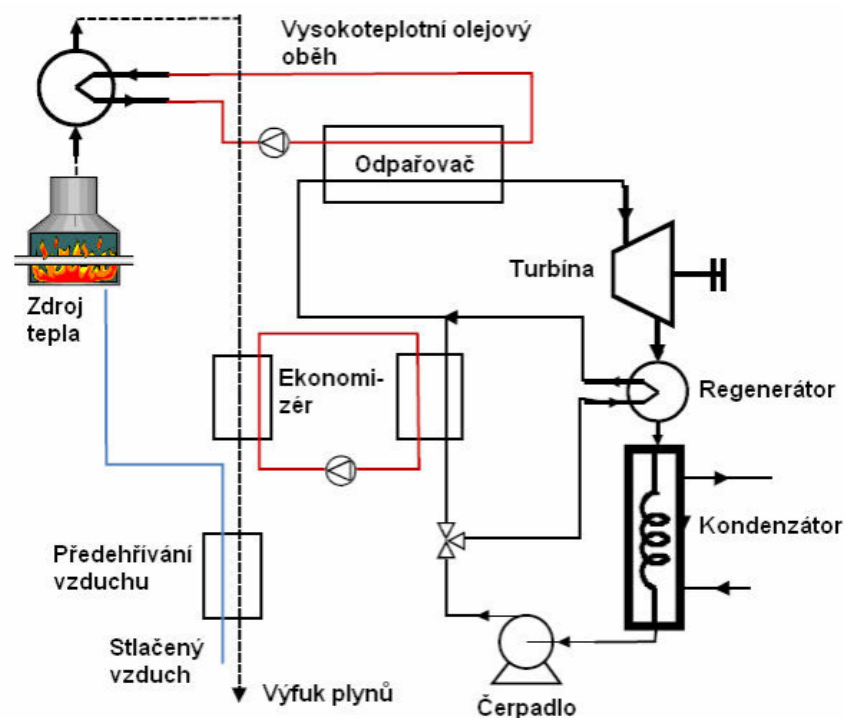 Vysokoteplotní olejový
oběh
Odpařovač
Turbína
Zdroj
tepla
Ekonomi-
zér
Regenerátor
Kondenzátor
Předehřívání
vzduchu
Stlačený
vzduch
Výfuk plynů
Čerpadlo